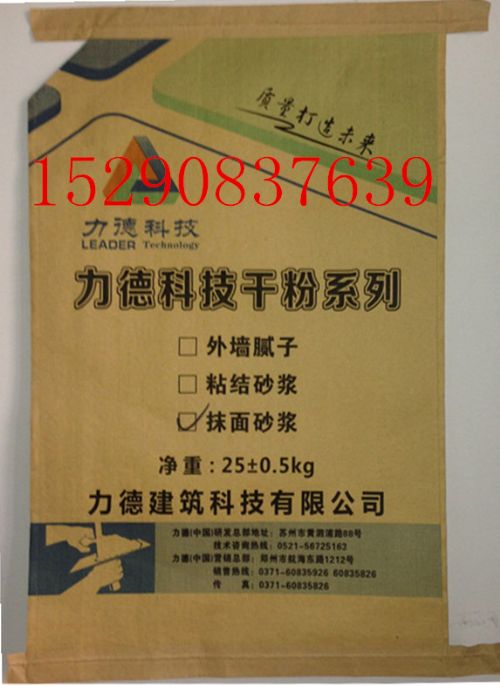 质量打造未来
15290837639
力德科技
LEADER Technology
力德科技干粉系列
外墙腻子
粘结砂浆
抹面砂浆
净重：25±0.5kg
力德建筑科技有限公司
力德(中国)研发总部地址：苏州市黄泗浦路88号
技术咨询热线：0521-56725163
力德(中国)营销总部：郑州市航海东路1212号
销售热线：0371-60835926 60835826
传 真：0371-60835826